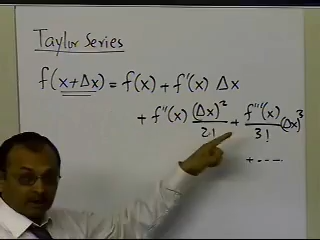 Taylor Series
f(x+Δx) = f(x) + f'(x) Δx
+ f''(x) (Δx)²/2! + f'''(x)/3! (Δx)³
+ ----